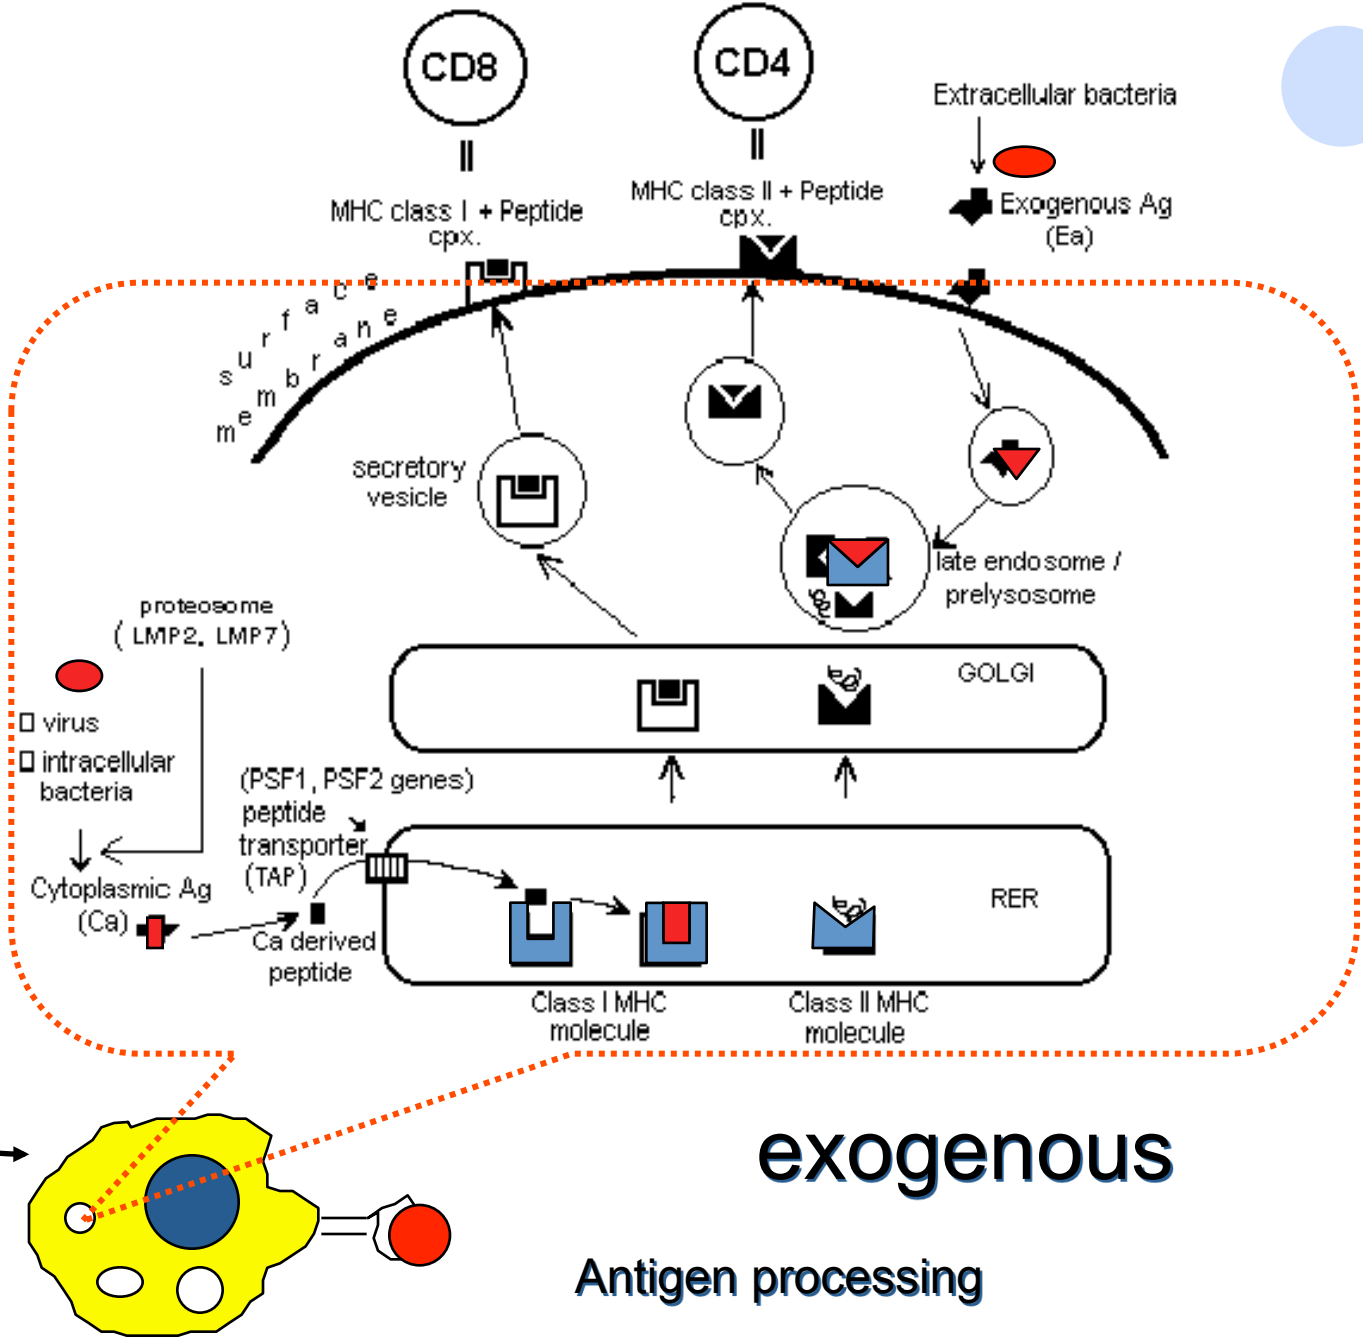 CD8
CD4
Extracellular bacteria
MHC class I + Peptide
cpx.
MHC class II + Peptide
cpx.
Exogenous Ag
(Ea)
surface
membrane
secretory
vesicle
late endosome /
prelysosome
proteosome
( LMP2, LMP7)
virus
intracellular
bacteria
GOLGI
(PSF1, PSF2 genes)
peptide
transporter
(TAP)
Cytoplasmic Ag
(Ca)
Ca derived
peptide
RER
Class I MHC
molecule
Class II MHC
molecule
exogenous
Antigen processing